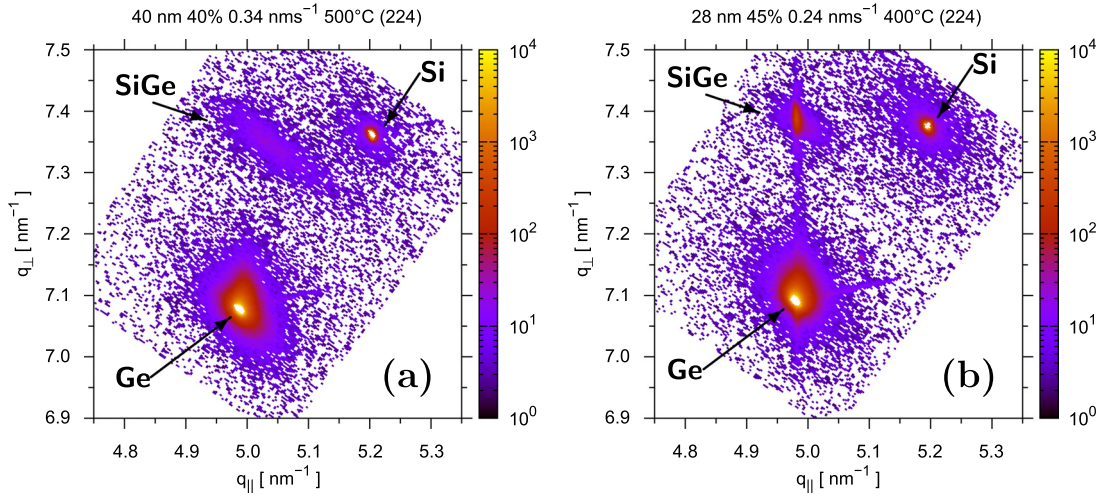 40 nm 40% 0.34 nms⁻¹ 500°C (224)
7.5
7.4
7.3
7.2
7.1
7.0
6.9
q⊥ [ nm⁻¹ ]
SiGe
Si
Ge
(a)
4.8 4.9 5.0 5.1 5.2 5.3
q|| [ nm⁻¹ ]
10⁴
10³
10²
10¹
10⁰
28 nm 45% 0.24 nms⁻¹ 400°C (224)
7.5
7.4
7.3
7.2
7.1
7.0
6.9
q⊥ [ nm⁻¹ ]
SiGe
Si
Ge
(b)
4.8 4.9 5.0 5.1 5.2 5.3
q|| [ nm⁻¹ ]
10⁴
10³
10²
10¹
10⁰